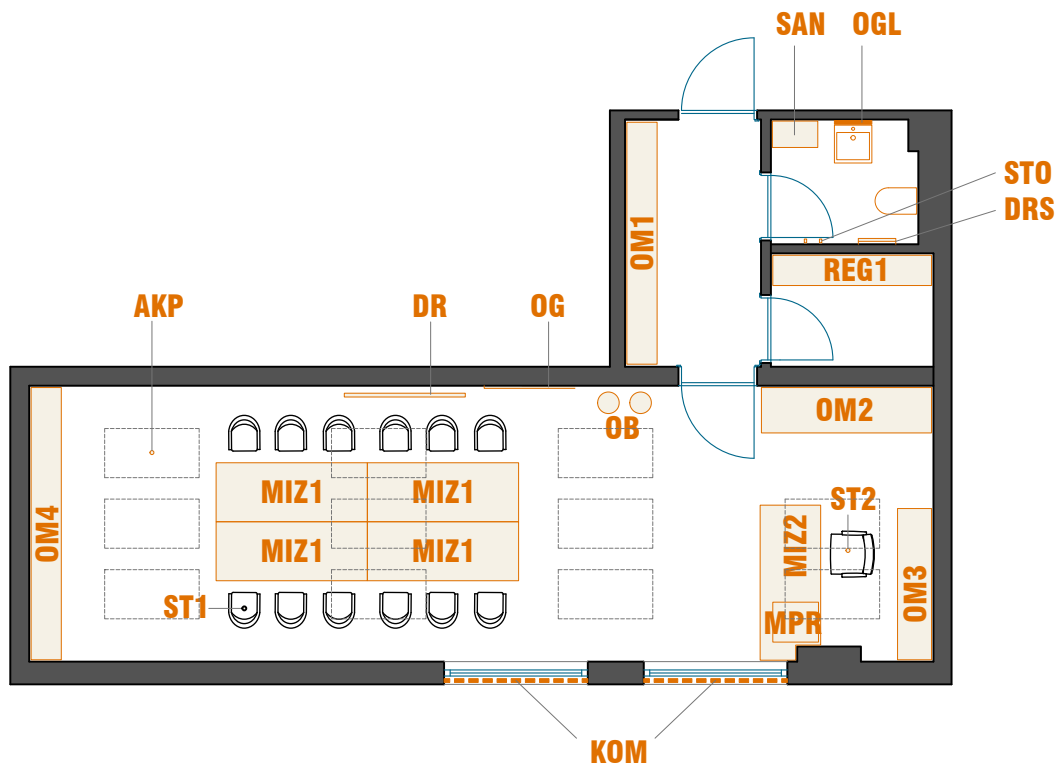 SAN OGL
STO
DRS
OM1
REG1
AKP DR OG
OB
OM2
MIZ1 MIZ1
ST2
MIZ2
OM4
MIZ1 MIZ1
OM3
ST1
MPR
KOM